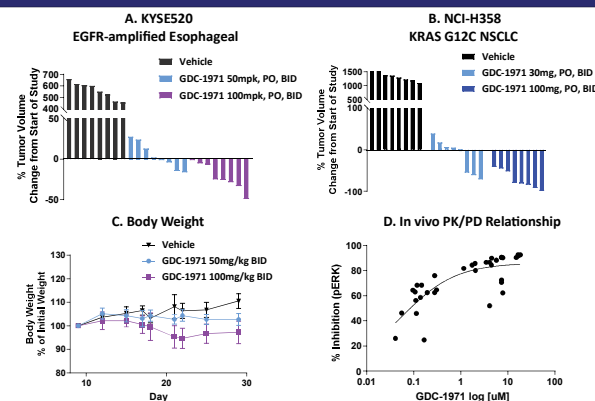 A. KYSE520
EGFR-amplified Esophageal
Vehicle
GDC-1971 50mpk, PO, BID
GDC-1971 100mpk, PO, BID
% Tumor Volume
Change from Start of Study
700
600
500
400
50
0
-50
B. NCI-H358
KRAS G12C NSCLC
Vehicle
GDC-1971 30mg, PO, BID
GDC-1971 100mg, PO, BID
% Tumor Volume
Change from Start of Study
1500
1000
500
100
0
-100
C. Body Weight
Vehicle
GDC-1971 50mg/kg BID
GDC-1971 100mg/kg BID
Body Weight
% of Initial Weight
130
120
110
100
90
80
10
20
30
Day
D. In vivo PK/PD Relationship
% Inhibition (pERK)
100
80
60
40
20
0
0.01
0.1
1
10
100
GDC-1971 log [uM]